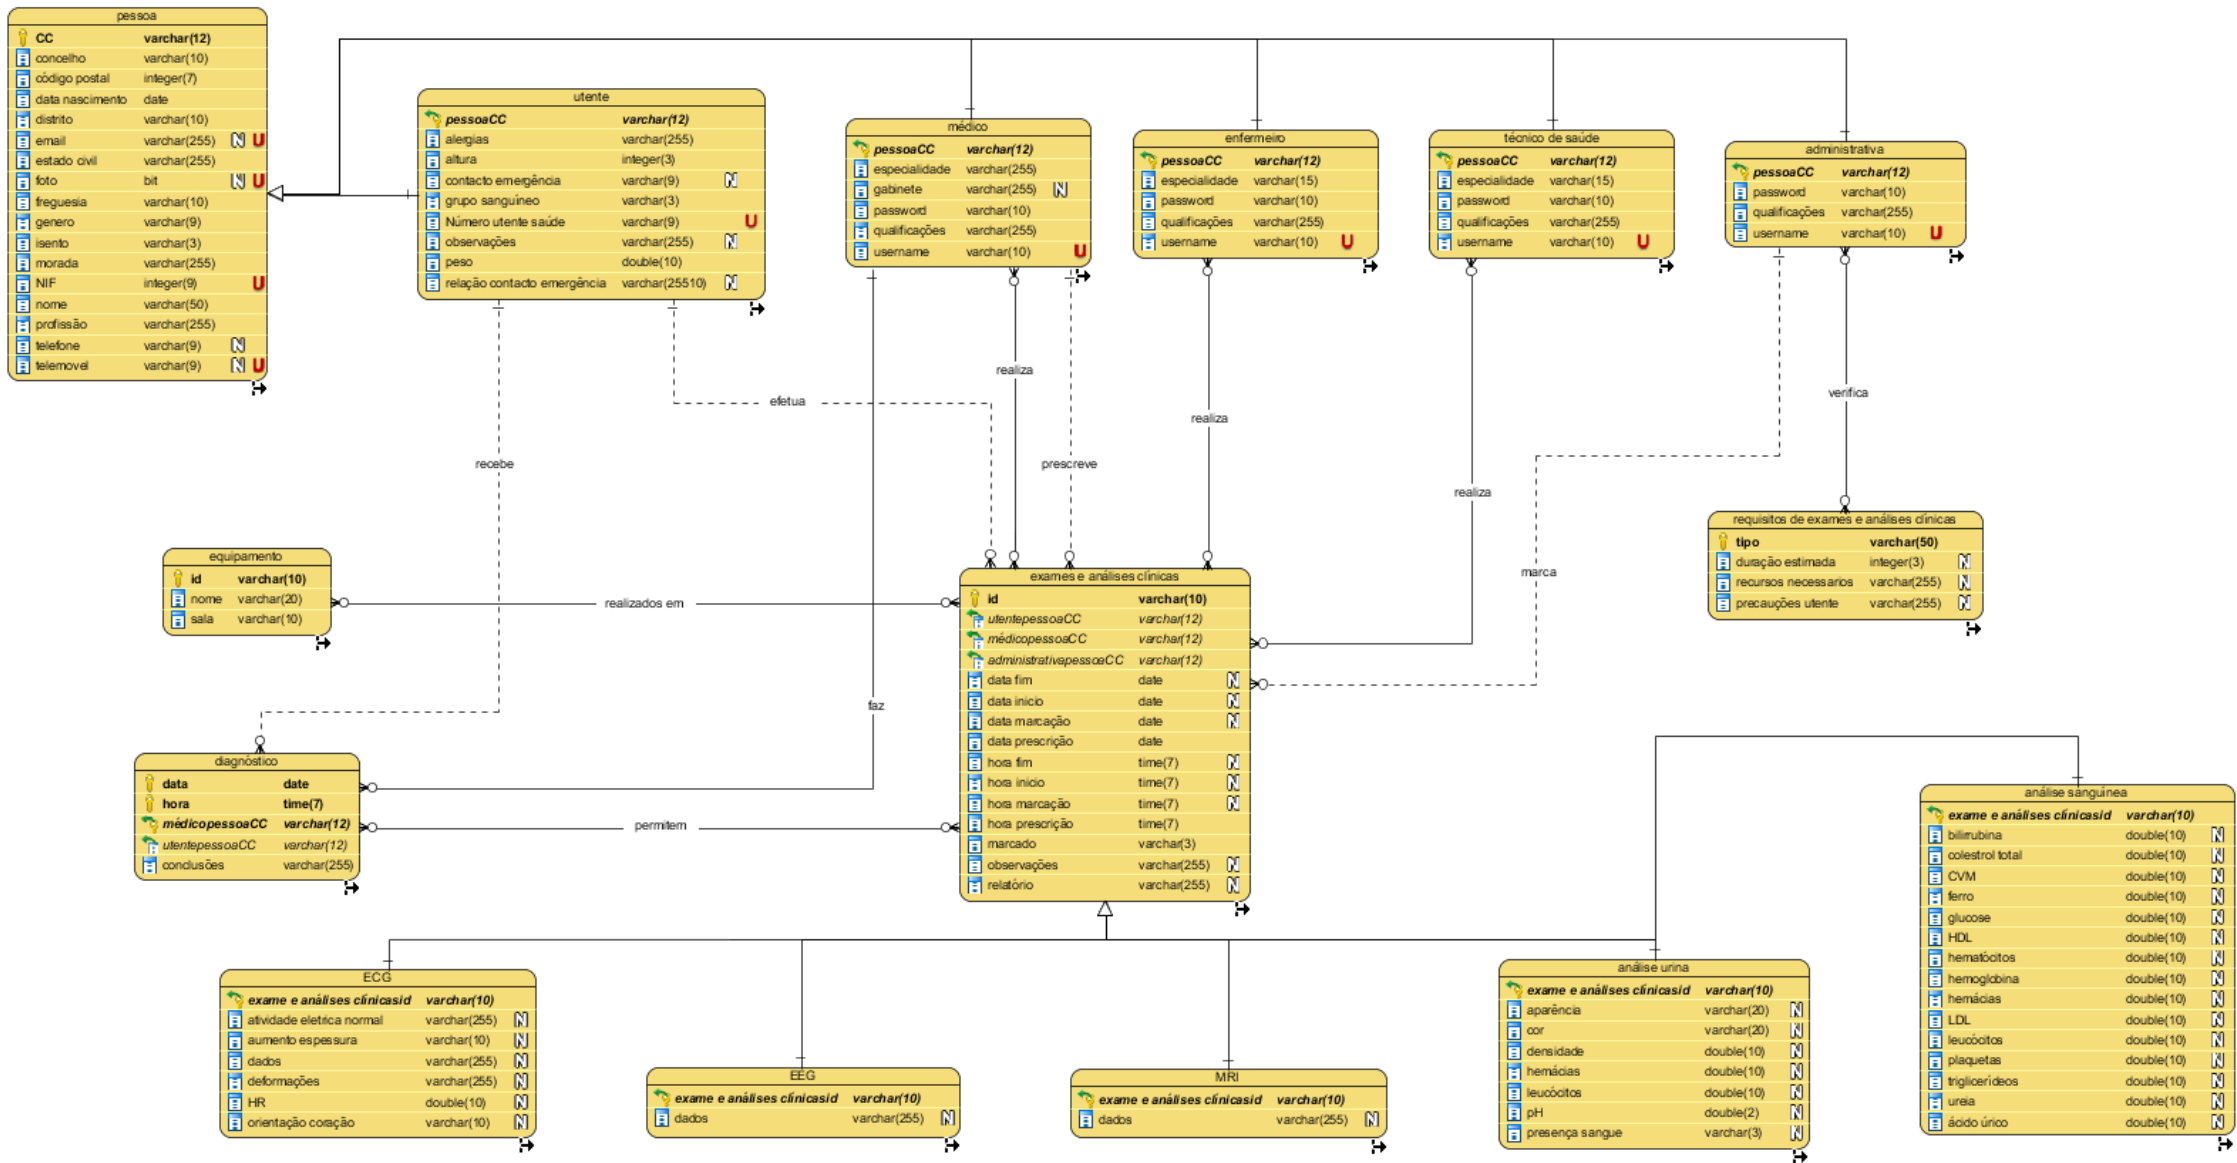 pessoa
CC varchar(12)
concelho varchar(10)
código postal integer(7)
data nascimento date
distrito varchar(10)
email varchar(255) N U
estado civil varchar(255)
foto bit N U
freguesia varchar(10)
genero varchar(9)
isento varchar(3)
morada varchar(255)
NIF integer(9) U
nome varchar(50)
profissão varchar(255)
telefone varchar(9) N
telemovel varchar(9) N U
utente
pessoaCC varchar(12)
alergias varchar(255)
altura integer(3)
contacto emergência varchar(9) N
grupo sanguíneo varchar(3)
Número utente saúde varchar(9) U
observações varchar(255) N
peso double(10)
relação contacto emergência varchar(25510) N
médico
pessoaCC varchar(12)
especialidade varchar(255)
gabinete varchar(255) N
password varchar(10)
qualificações varchar(255)
username varchar(10) U
enfermeiro
pessoaCC varchar(12)
especialidade varchar(15)
password varchar(10)
qualificações varchar(255)
username varchar(10) U
técnico de saúde
pessoaCC varchar(12)
especialidade varchar(15)
password varchar(10)
qualificações varchar(255)
username varchar(10) U
administrativa
pessoaCC varchar(12)
password varchar(10)
qualificações varchar(255)
username varchar(10) U
realiza
efetua
realiza
verifica
recebe
prescreve
realiza
marca
requisitos de exames e análises clínicas
tipo varchar(50)
duração estimada integer(3) N
recursos necessarios varchar(255) N
precauções utente varchar(255) N
equipamento
id varchar(10)
nome varchar(20)
sala varchar(10)
realizados em
exames e análises clínicas
id varchar(10)
utentepessoaCC varchar(12)
médicopessoaCC varchar(12)
administrativapessoaCC varchar(12)
data fim date N
data inicio date N
data marcação date N
data prescrição date
hora fim time(7) N
hora inicio time(7) N
hora marcação time(7) N
hora prescrição time(7)
marcado varchar(3)
observações varchar(255) N
relatório varchar(255) N
faz
diagnóstico
data date
hora time(7)
médicopessoaCC varchar(12)
utentepessoaCC varchar(12)
conclusões varchar(255)
permitem
ECG
exame e análises clínicasid varchar(10)
atividade eletrica normal varchar(255) N
aumento espessura varchar(10) N
dados varchar(255) N
deformações varchar(255) N
HR double(10) N
orientação coração varchar(10) N
EEG
exame e análises clínicasid varchar(10)
dados varchar(255) N
MRI
exame e análises clínicasid varchar(10)
dados varchar(255) N
análise urina
exame e análises clínicasid varchar(10)
aparência varchar(20) N
cor varchar(20) N
densidade double(10) N
hemácias double(10) N
leucócitos double(10) N
pH double(2) N
presença sangue varchar(3) N
análise sanguínea
exame e análises clínicasid varchar(10)
bilirrubina double(10) N
colestrol total double(10) N
CVM double(10) N
ferro double(10) N
glucose double(10) N
HDL double(10) N
hematócitos double(10) N
hemoglobina double(10) N
hemácias double(10) N
LDL double(10) N
leucócitos double(10) N
plaquetas double(10) N
triglicerídeos double(10) N
ureia double(10) N
ácido úrico double(10) N